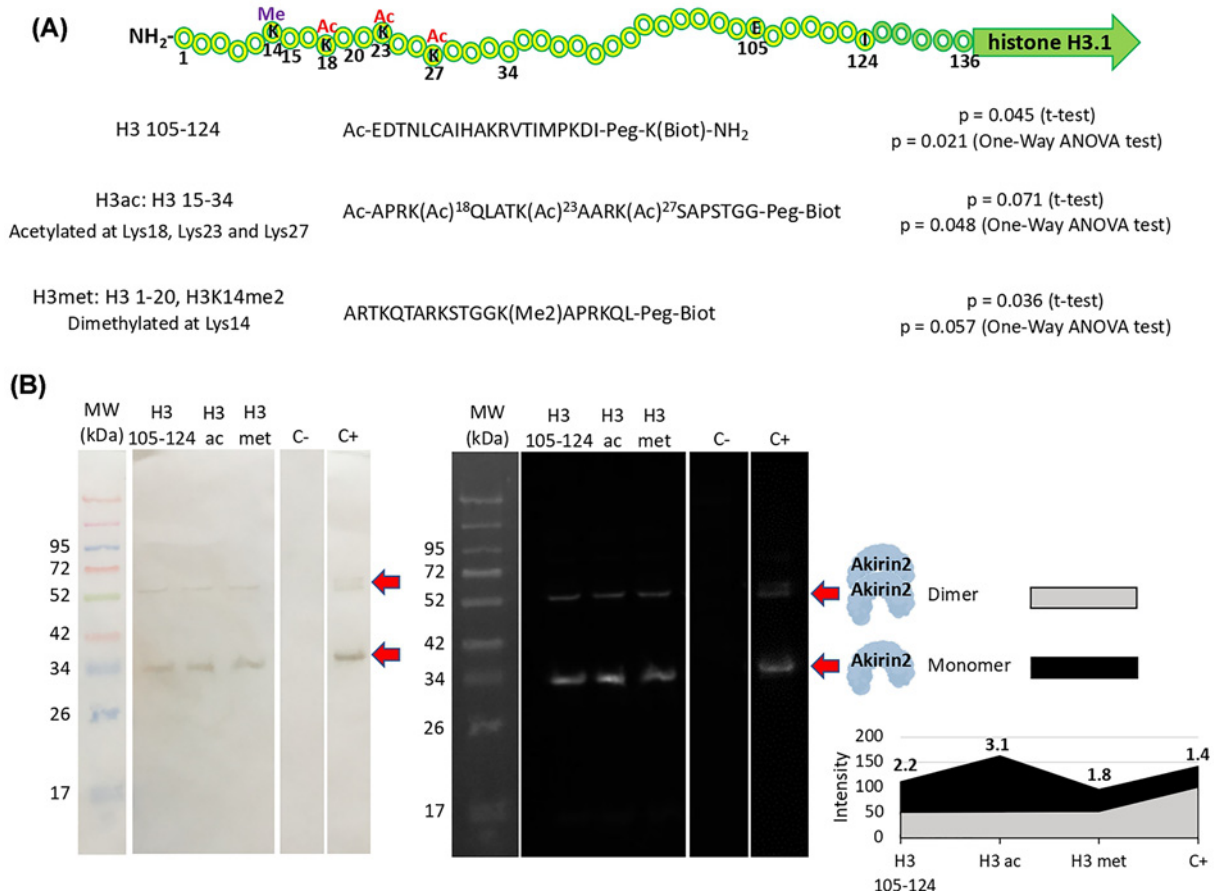 (A)
Me Ac Ac Ac
NH₂- K K K K E I histone H3.1
1 14 15 18 20 23 27 34 105 124 136
H3 105-124 Ac-EDTNLCAIHAKRVTIMPKDI-Peg-K(Biot)-NH₂ p = 0.045 (t-test)
p = 0.021 (One-Way ANOVA test)
H3ac: H3 15-34 Ac-APRK(Ac)¹⁸QLATK(Ac)²³AARK(Ac)²⁷SAPSTGG-Peg-Biot p = 0.071 (t-test)
Acetylated at Lys18, Lys23 and Lys27 p = 0.048 (One-Way ANOVA test)
H3met: H3 1-20, H3K14me2 ARTKQTARKSTGGK(Me2)APRKQL-Peg-Biot p = 0.036 (t-test)
Dimethylated at Lys14 p = 0.057 (One-Way ANOVA test)
(B)
MW H3 H3 H3
(kDa) 105-124 ac met C- C+
95
72
52
42
34
26
17
MW H3 H3 H3
(kDa) 105-124 ac met C- C+
95
72
52
42
34
26
17
Akirin2
Akirin2 Dimer
Akirin2 Monomer
Intensity
200
150
100
50
0
2.2 3.1 1.8 1.4
H3 H3 ac H3 met C+
105-124